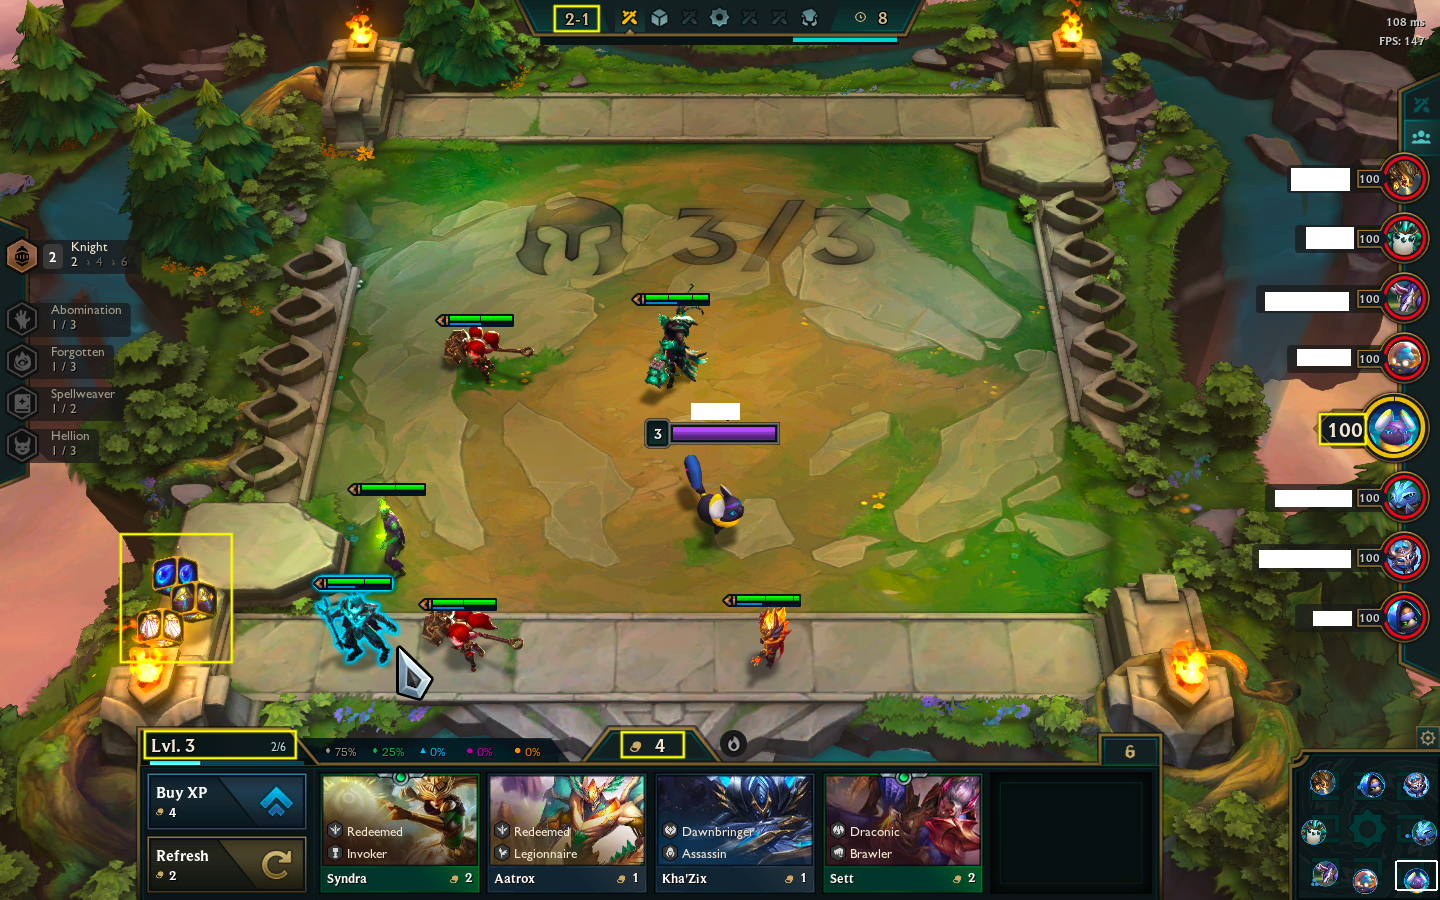 2-1
8
108 ms
FPS: 147
3/3
2
Knight
2 › 4 › 6
Abomination
1 / 3
Forgotten
1 / 3
Spellweaver
1 / 2
Hellion
1 / 3
100
100
100
100
100
100
100
100
3
Lvl. 3
2/6
75%
25%
0%
0%
0%
4
6
Buy XP
4
Refresh
2
Redeemed
Invoker
Syndra
2
Redeemed
Legionnaire
Aatrox
1
Dawnbringer
Assassin
Kha'Zix
1
Draconic
Brawler
Sett
2